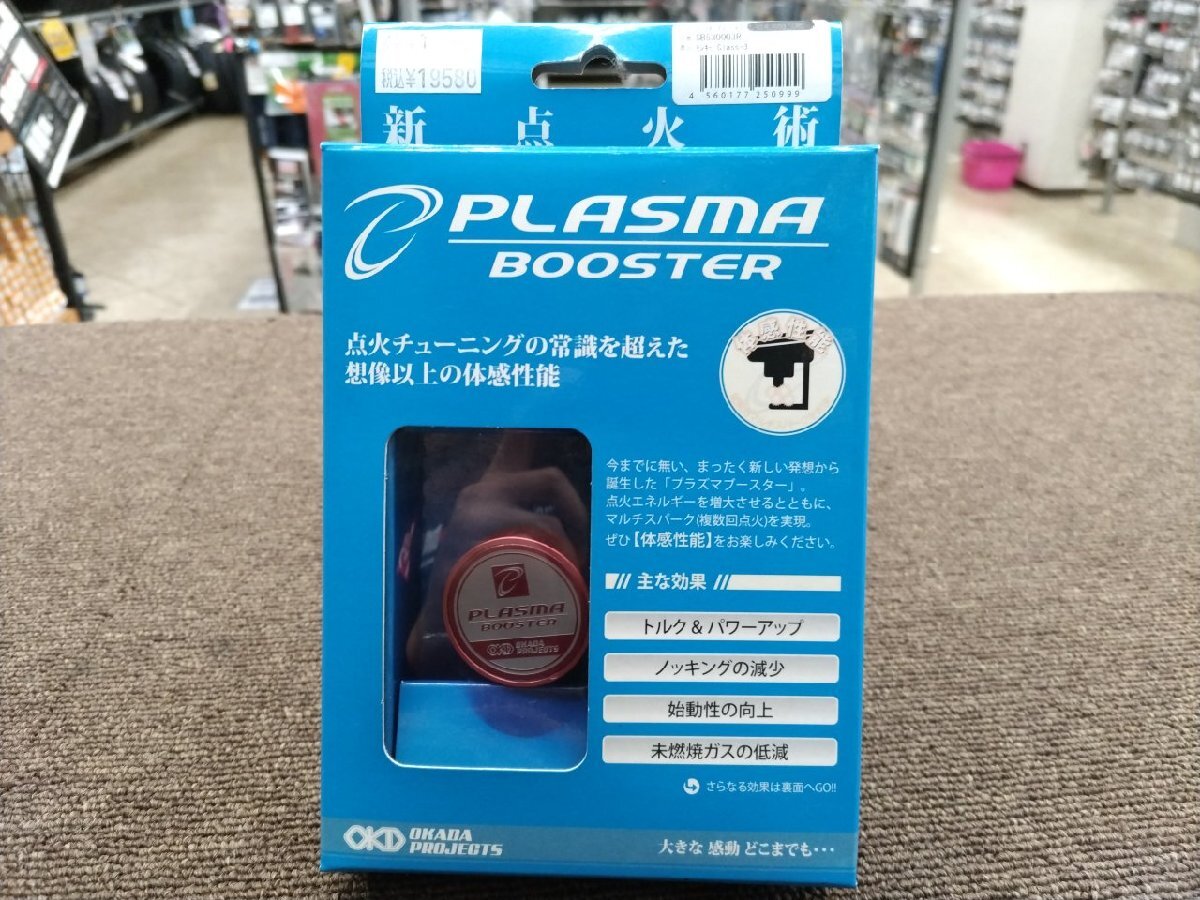 税込¥19580
4 560177 250999
新点火術
PLASMA
BOOSTER
点火チューニングの常識を超えた
想像以上の体感性能
体感性能
今までに無い、まったく新しい発想から
誕生した「プラズマブースター」。
点火エネルギーを増大させるとともに、
マルチスパーク(複数回点火)を実現。
ぜひ【体感性能】をお楽しみください。
主な効果
トルク & パワーアップ
ノッキングの減少
始動性の向上
未燃焼ガスの低減
さらなる効果は裏面へGO!!
PLASMA
BOOSTER
OKD OKADA
PROJECTS
OKD OKADA
PROJECTS
大きな 感動 どこまでも・・・